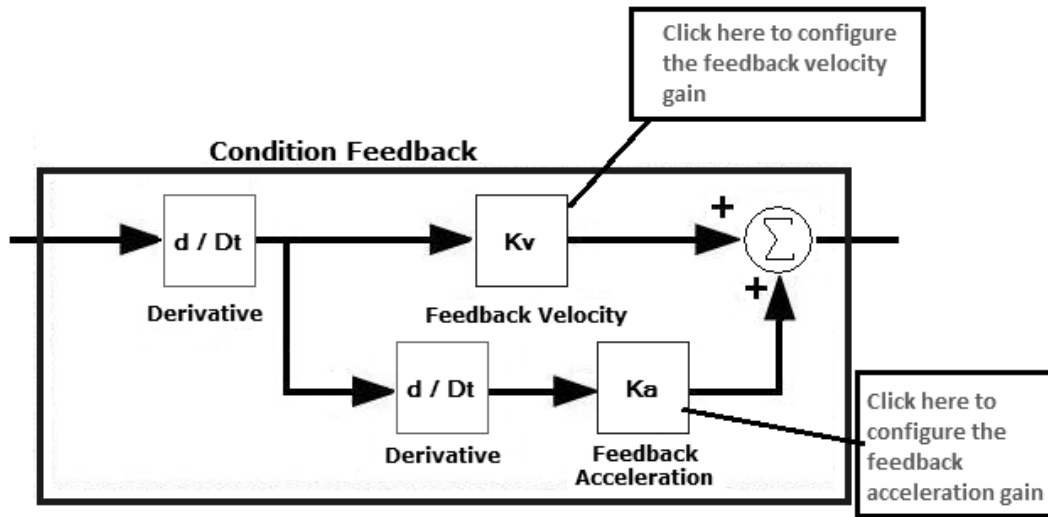 Click here to configure
the feedback velocity
gain
Condition Feedback
+
d / Dt
Kv
Σ
Derivative
Feedback Velocity
+
d / Dt
Ka
Derivative
Feedback
Acceleration
Click here to
configure the
feedback
acceleration gain